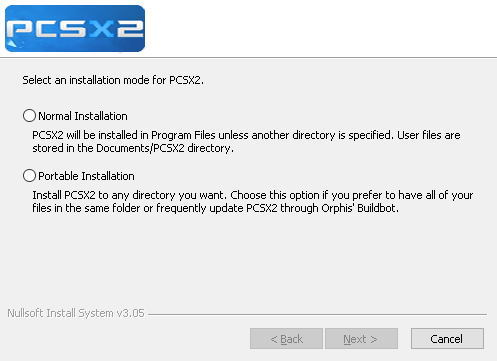 PCSX2
Select an installation mode for PCSX2.
Normal Installation
PCSX2 will be installed in Program Files unless another directory is specified. User files are
stored in the Documents/PCSX2 directory.
Portable Installation
Install PCSX2 to any directory you want. Choose this option if you prefer to have all of your
files in the same folder or frequently update PCSX2 through Orphis' Buildbot.
Nullsoft Install System v3.05
< Back
Next >
Cancel